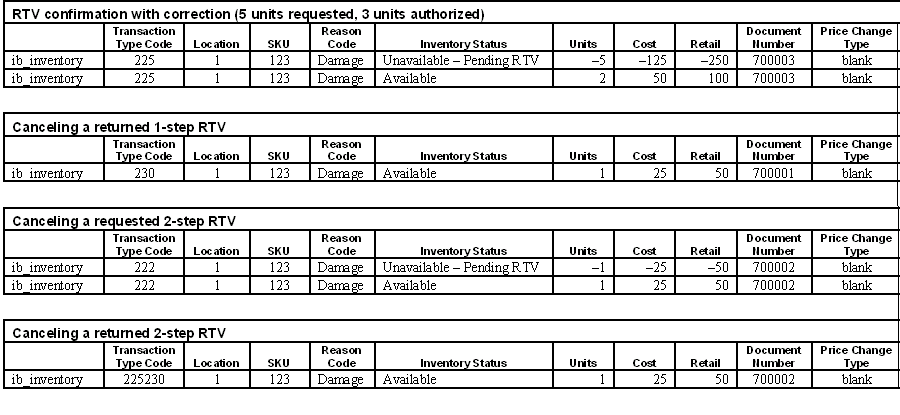 RTV confirmation with correction (5 units requested, 3 units authorized)
Transaction Type Code Location SKU Reason Code Inventory Status Units Cost Retail Document Number Price Change Type
ib_inventory 225 1 123 Damage Unavailable – Pending RTV –5 –125 –250 700003 blank
ib_inventory 225 1 123 Damage Available 2 50 100 700003 blank
Canceling a returned 1-step RTV
Transaction Type Code Location SKU Reason Code Inventory Status Units Cost Retail Document Number Price Change Type
ib_inventory 230 1 123 Damage Available 1 25 50 700001 blank
Canceling a requested 2-step RTV
Transaction Type Code Location SKU Reason Code Inventory Status Units Cost Retail Document Number Price Change Type
ib_inventory 222 1 123 Damage Unavailable – Pending RTV –1 –25 –50 700002 blank
ib_inventory 222 1 123 Damage Available 1 25 50 700002 blank
Canceling a returned 2-step RTV
Transaction Type Code Location SKU Reason Code Inventory Status Units Cost Retail Document Number Price Change Type
ib_inventory 225230 1 123 Damage Available 1 25 50 700002 blank